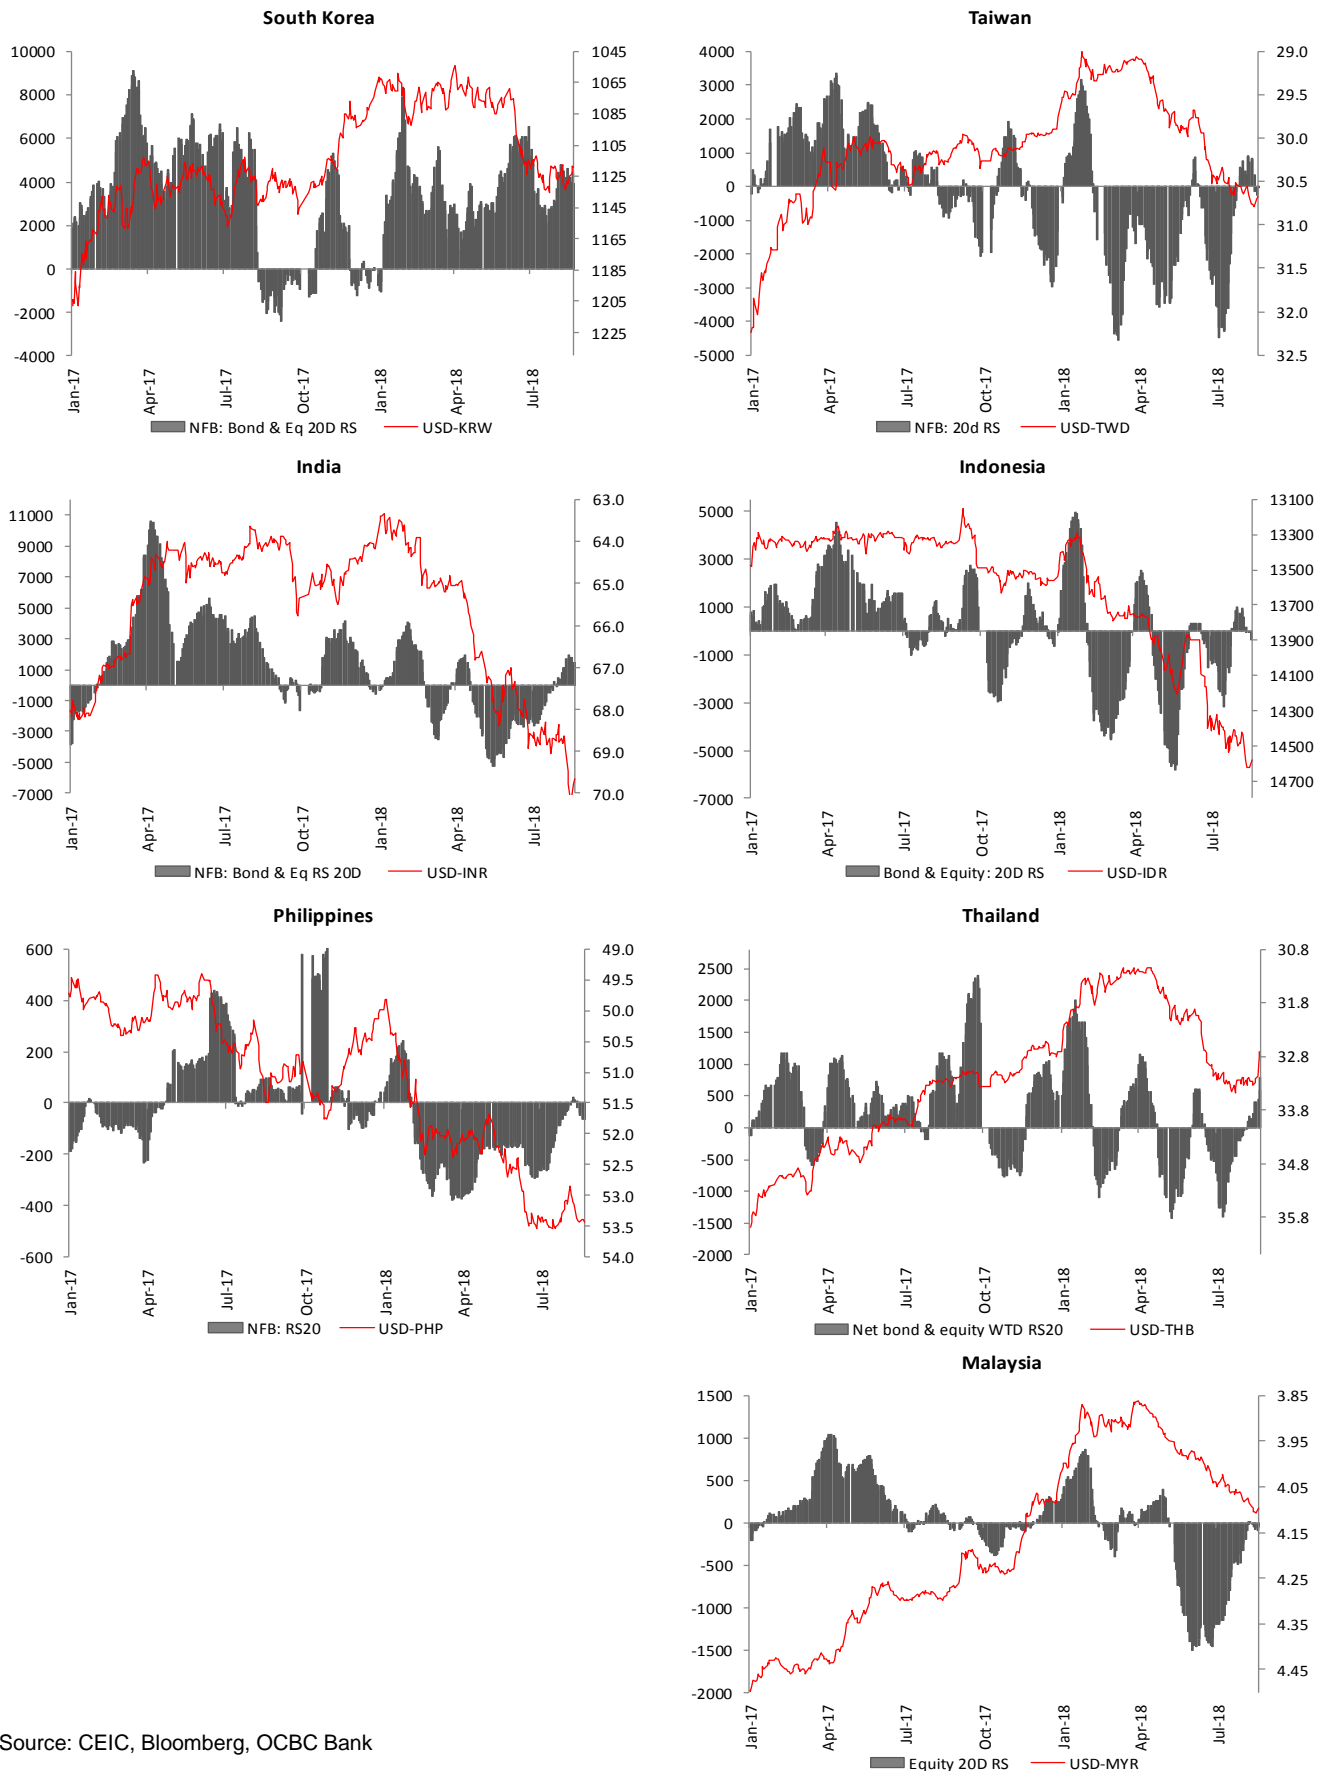 South Korea
10000
8000
6000
4000
2000
0
-2000
-4000
1045
1065
1085
1105
1125
1145
1165
1185
1205
1225
Jan-17
Apr-17
Jul-17
Oct-17
Jan-18
Apr-18
Jul-18
NFB: Bond & Eq 20D RS
USD-KRW
Taiwan
4000
3000
2000
1000
0
-1000
-2000
-3000
-4000
-5000
29.0
29.5
30.0
30.5
31.0
31.5
32.0
32.5
Jan-17
Apr-17
Jul-17
Oct-17
Jan-18
Apr-18
Jul-18
NFB: 20d RS
USD-TWD
India
11000
9000
7000
5000
3000
1000
-1000
-3000
-5000
-7000
63.0
64.0
65.0
66.0
67.0
68.0
69.0
70.0
Jan-17
Apr-17
Jul-17
Oct-17
Jan-18
Apr-18
Jul-18
NFB: Bond & Eq RS 20D
USD-INR
Indonesia
5000
3000
1000
-1000
-3000
-5000
-7000
13100
13300
13500
13700
13900
14100
14300
14500
14700
Jan-17
Apr-17
Jul-17
Oct-17
Jan-18
Apr-18
Jul-18
Bond & Equity: 20D RS
USD-IDR
Philippines
600
400
200
0
-200
-400
-600
49.0
49.5
50.0
50.5
51.0
51.5
52.0
52.5
53.0
53.5
54.0
Jan-17
Apr-17
Jul-17
Oct-17
Jan-18
Apr-18
Jul-18
NFB: RS20
USD-PHP
Thailand
2500
2000
1500
1000
500
0
-500
-1000
-1500
-2000
30.8
31.8
32.8
33.8
34.8
35.8
Jan-17
Apr-17
Jul-17
Oct-17
Jan-18
Apr-18
Jul-18
Net bond & equity WTD RS20
USD-THB
Malaysia
1500
1000
500
0
-500
-1000
-1500
-2000
3.85
3.95
4.05
4.15
4.25
4.35
4.45
Jan-17
Apr-17
Jul-17
Oct-17
Jan-18
Apr-18
Jul-18
Equity 20D RS
USD-MYR
Source: CEIC, Bloomberg, OCBC Bank